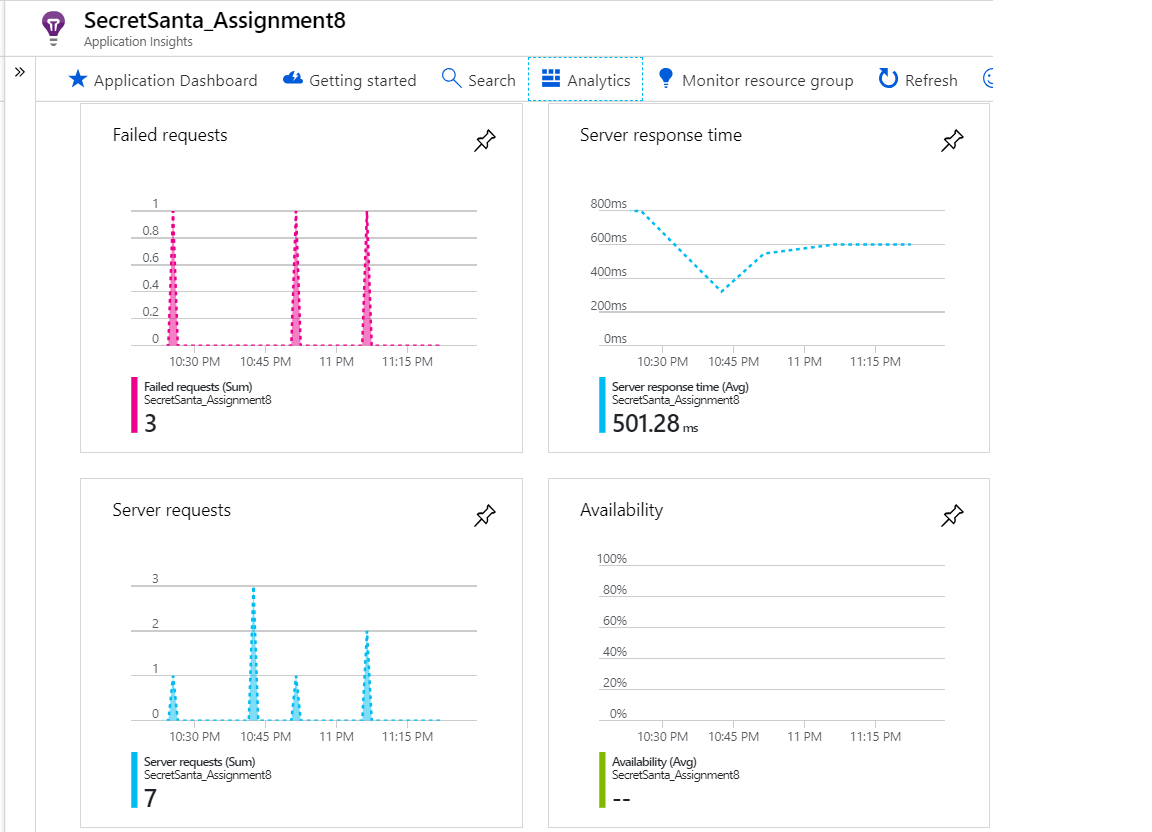 SecretSanta_Assignment8
Application Insights
»
Application Dashboard Getting started Search Analytics Monitor resource group Refresh
Failed requests
1
0.8
0.6
0.4
0.2
0
10:30 PM 10:45 PM 11 PM 11:15 PM
Failed requests (Sum)
SecretSanta_Assignment8
3
Server response time
800ms
600ms
400ms
200ms
0ms
10:30 PM 10:45 PM 11 PM 11:15 PM
Server response time (Avg)
SecretSanta_Assignment8
501.28 ms
Server requests
3
2
1
0
10:30 PM 10:45 PM 11 PM 11:15 PM
Server requests (Sum)
SecretSanta_Assignment8
7
Availability
100%
80%
60%
40%
20%
0%
10:30 PM 10:45 PM 11 PM 11:15 PM
Availability (Avg)
SecretSanta_Assignment8
--